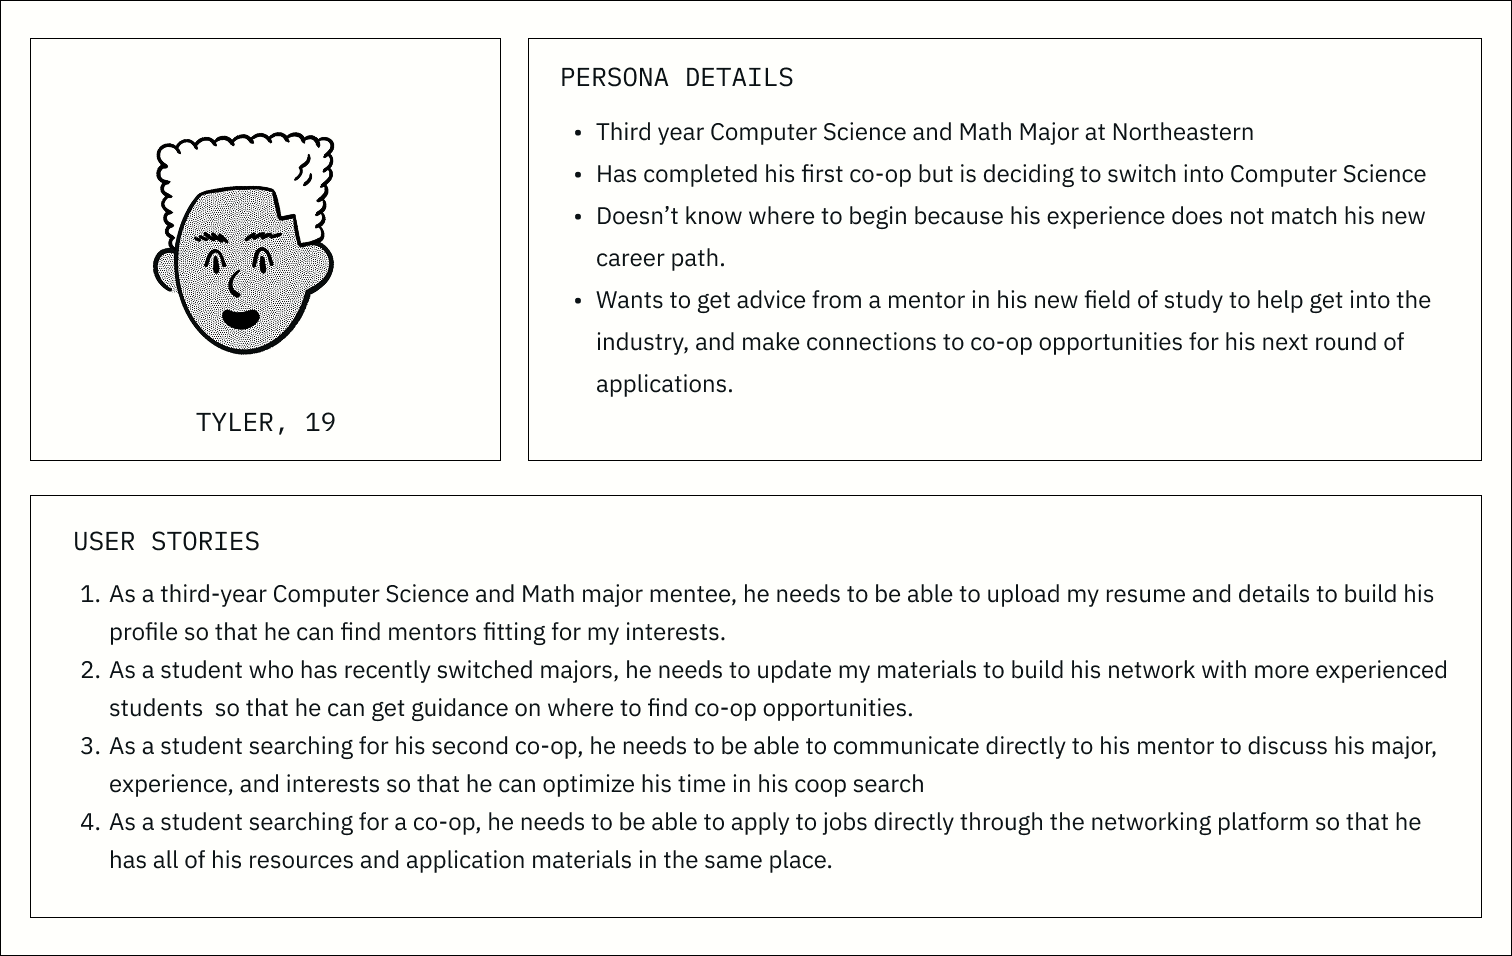 TYLER, 19
PERSONA DETAILS
• Third year Computer Science and Math Major at Northeastern
• Has completed his first co-op but is deciding to switch into Computer Science
• Doesn’t know where to begin because his experience does not match his new
career path.
• Wants to get advice from a mentor in his new field of study to help get into the
industry, and make connections to co-op opportunities for his next round of
applications.
USER STORIES
1. As a third-year Computer Science and Math major mentee, he needs to be able to upload my resume and details to build his
profile so that he can find mentors fitting for my interests.
2. As a student who has recently switched majors, he needs to update my materials to build his network with more experienced
students  so that he can get guidance on where to find co-op opportunities.
3. As a student searching for his second co-op, he needs to be able to communicate directly to his mentor to discuss his major,
experience, and interests so that he can optimize his time in his coop search
4. As a student searching for a co-op, he needs to be able to apply to jobs directly through the networking platform so that he
has all of his resources and application materials in the same place.